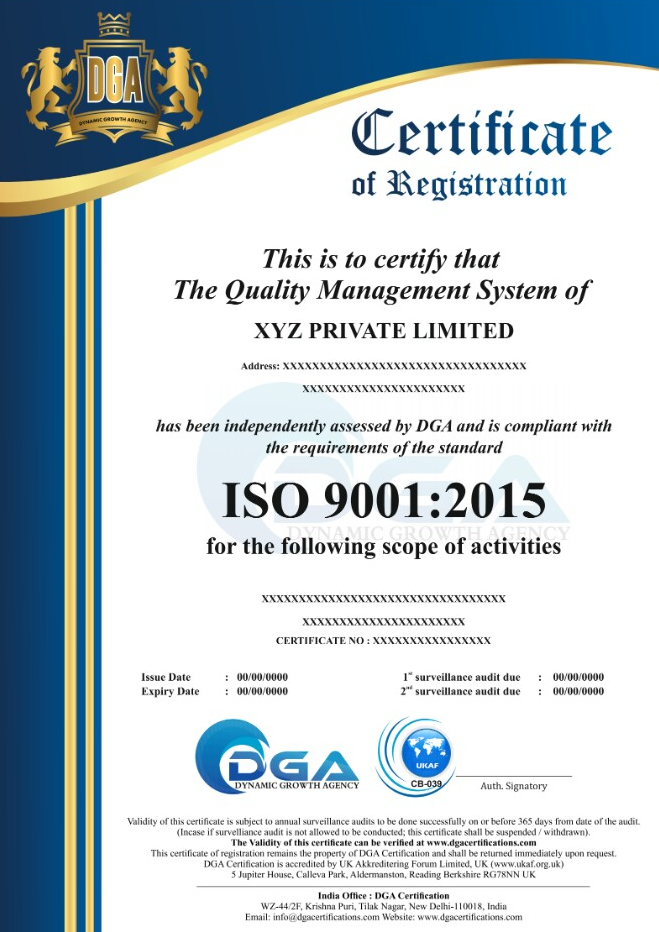 DGA
DYNAMIC GROWTH AGENCY
Certificate
of Registration
This is to certify that
The Quality Management System of
XYZ PRIVATE LIMITED
Address: XXXXXXXXXXXXXXXXXXXXXXXXXXXXXXXXX
XXXXXXXXXXXXXXXXXXXXXX
has been independently assessed by DGA and is compliant with
the requirements of the standard
DGA
ISO 9001:2015
DYNAMIC GROWTH AGENCY
for the following scope of activities
XXXXXXXXXXXXXXXXXXXXXXXXXXXXXXXXX
XXXXXXXXXXXXXXXXXXXXXX
CERTIFICATE NO : XXXXXXXXXXXXXXXX
Issue Date : 00/00/0000 1st surveillance audit due : 00/00/0000
Expiry Date : 00/00/0000 2nd surveillance audit due : 00/00/0000
DGA
DYNAMIC GROWTH AGENCY
UKAF
CB-039
Auth. Signatory
Validity of this certificate is subject to annual surveillance audits to be done successfully on or before 365 days from date of the audit.
(Incase if survelliance audit is not allowed to be conducted; this certificate shall be suspended / withdrawn).
The Validity of this certificate can be verified at www.dgacertifications.com
This certificate of registration remains the property of DGA Certification and shall be returned immediately upon request.
DGA Certification is accredited by UK Akkreditering Forum Limited, UK (www.ukaf.org.uk)
5 Jupiter House, Calleva Park, Aldermanston, Reading Berkshire RG78NN UK
India Office : DGA Certification
WZ-44/2F, Krishna Puri, Tilak Nagar, New Delhi-110018, India
Email: info@dgacertifications.com Website: www.dgacertifications.com